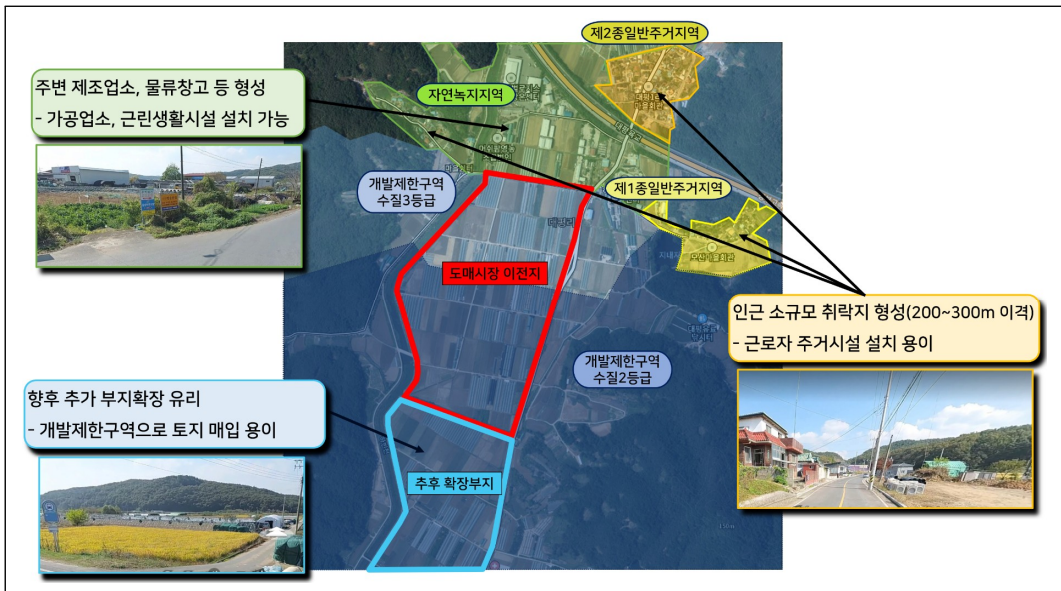 제2종일반주거지역
주변 제조업소, 물류창고 등 형성
- 가공업소, 근린생활시설 설치 가능
자연녹지지역
개발제한구역
수질3등급
제1종일반주거지역
대평리
도매시장 이전지
인근 소규모 취락지 형성(200~300m 이격)
- 근로자 주거시설 설치 용이
개발제한구역
수질2등급
향후 추가 부지확장 유리
- 개발제한구역으로 토지 매입 용이
추후 확장부지